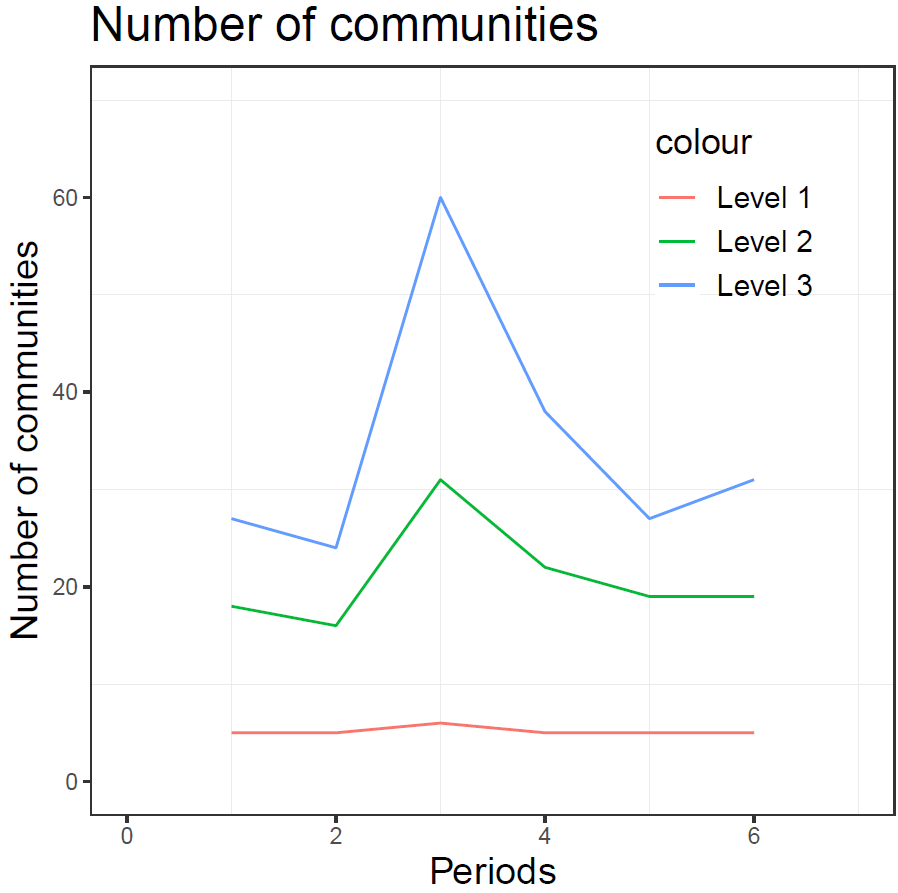 Number of communities
colour
Level 1
Level 2
Level 3
Number of communities
60
40
20
0
0 2 4 6
Periods